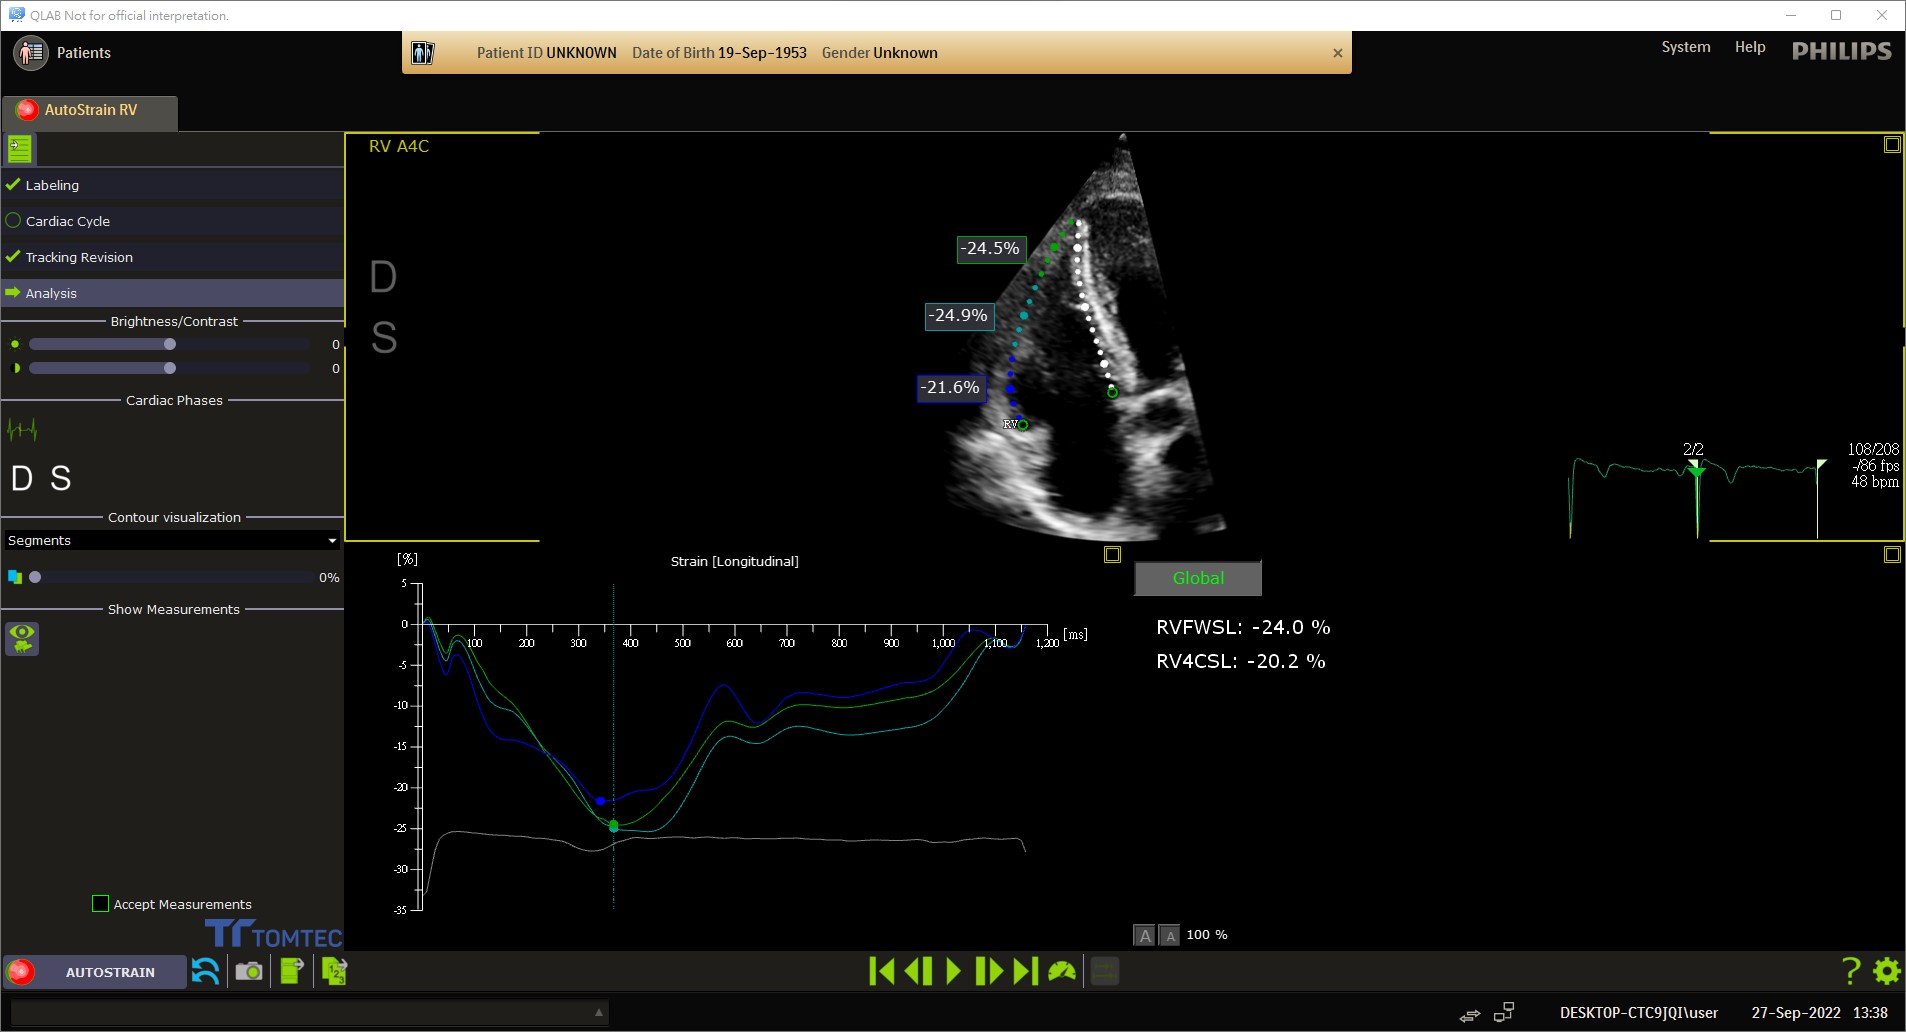 QLAB Not for official interpretation.
Patients
Patient ID UNKNOWN Date of Birth 19-Sep-1953 Gender Unknown
System Help PHILIPS
AutoStrain RV
Labeling
Cardiac Cycle
Tracking Revision
Analysis
Brightness/Contrast
0
0
Cardiac Phases
D S
Contour visualization
Segments
0%
Show Measurements
Accept Measurements
TOMTEC
RV A4C
D
S
-24.5%
-24.9%
-21.6%
RV
2/2
108/208
-/86 fps
48 bpm
[%]
Strain [Longitudinal]
5
0
-5
-10
-15
-20
-25
-30
-35
100 200 300 400 500 600 700 800 900 1,000 1,100 1,200 [ms]
Global
RVFWSL: -24.0 %
RV4CSL: -20.2 %
A A 100 %
AUTOSTRAIN
DESKTOP-CTC9JQI\user 27-Sep-2022 13:38